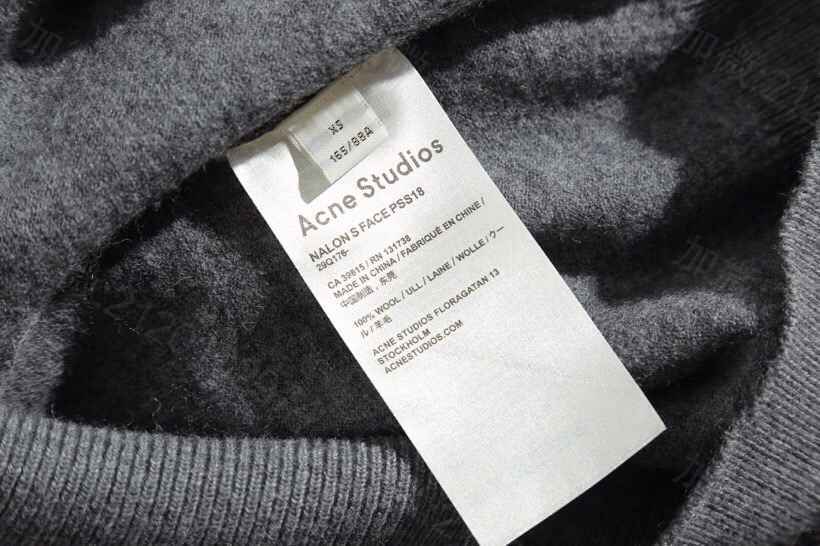 XS
165/88A
Acne Studios
NALON S FACE PSS18
29Q176-
CA 39815 / RN 131738
MADE IN CHINA / FABRIQUÉ EN CHINE /
中国制造，东莞
100% WOOL / ULL / LAINE / WOLLE / ウー
ル / 羊毛
ACNE STUDIOS FLORAGATAN 13
STOCKHOLM
ACNESTUDIOS.COM